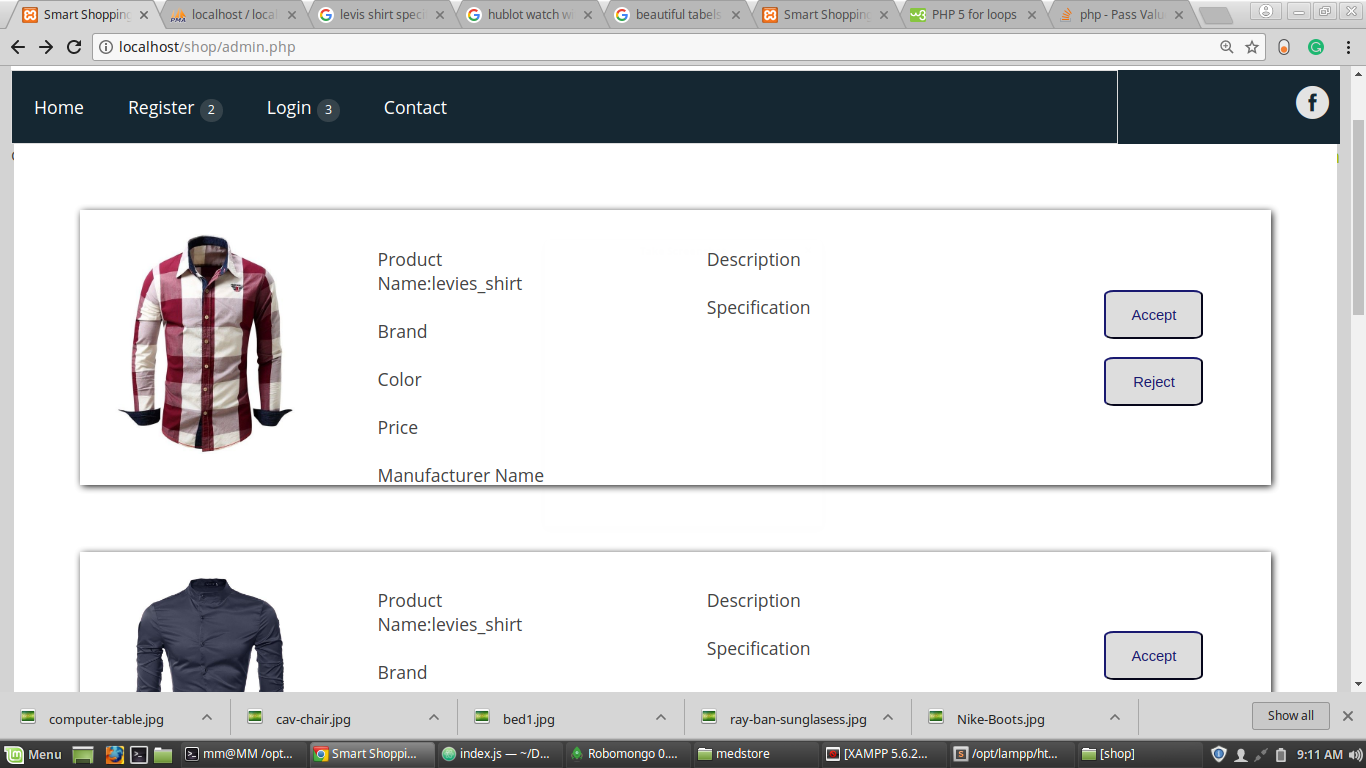 Smart Shopping
localhost / local
levis shirt speci
hublot watch w
beautiful tabels
Smart Shopping
PHP 5 for loops
php - Pass Valu
localhost/shop/admin.php
Home
Register 2
Login 3
Contact
Product
Name:levies_shirt
Brand
Color
Price
Manufacturer Name
Description
Specification
Accept
Reject
Product
Name:levies_shirt
Brand
Description
Specification
Accept
computer-table.jpg
cav-chair.jpg
bed1.jpg
ray-ban-sunglasess.jpg
Nike-Boots.jpg
Show all
Menu
mm@MM /opt...
Smart Shoppi...
index.js — ~/D...
Robomongo 0....
medstore
[XAMPP 5.6.2...
/opt/lampp/ht...
[shop]
9:11 AM